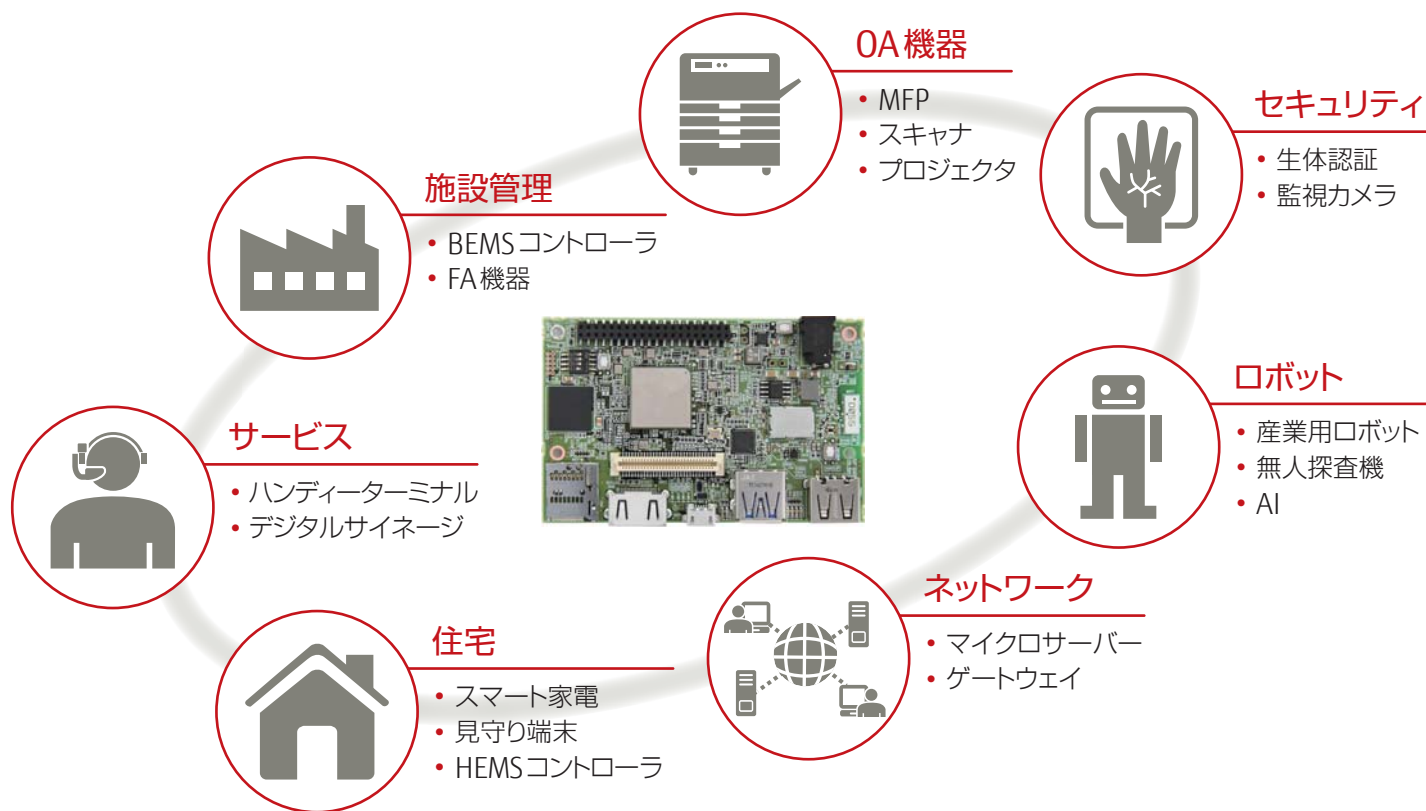 OA機器
• MFP
• スキャナ
• プロジェクタ
セキュリティ
• 生体認証
• 監視カメラ
施設管理
• BEMSコントローラ
• FA機器
ロボット
• 産業用ロボット
• 無人探査機
• AI
サービス
• ハンディーターミナル
• デジタルサイネージ
ネットワーク
• マイクロサーバー
• ゲートウェイ
住宅
• スマート家電
• 見守り端末
• HEMSコントローラ